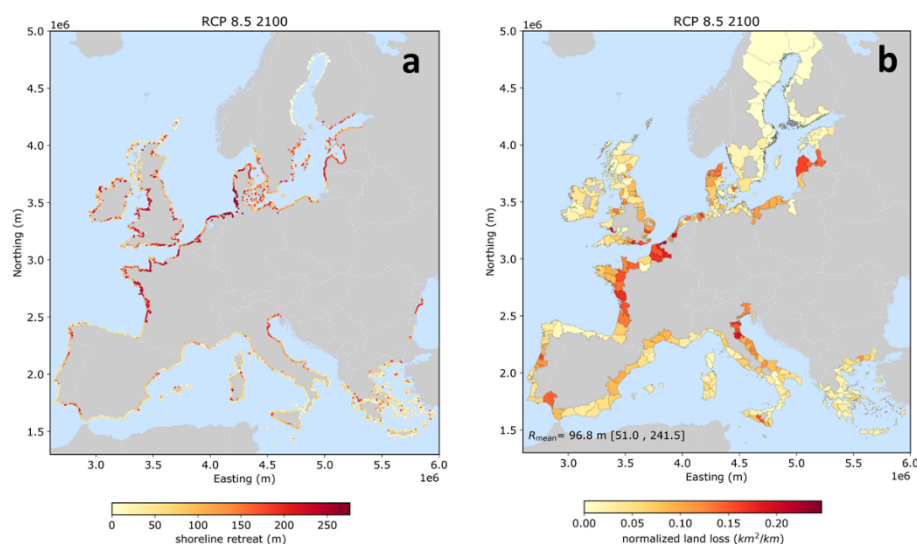 RCP 8.5 2100
1e6
a
5.0
4.5
4.0
3.5
3.0
2.5
2.0
1.5
Northing (m)
3.0 3.5 4.0 4.5 5.0 5.5 6.0
Easting (m)
1e6
0 50 100 150 200 250
shoreline retreat (m)
RCP 8.5 2100
1e6
b
5.0
4.5
4.0
3.5
3.0
2.5
2.0
1.5
Northing (m)
Rmean= 96.8 m [51.0 , 241.5]
3.0 3.5 4.0 4.5 5.0 5.5 6.0
Easting (m)
1e6
0.00 0.05 0.10 0.15 0.20
normalized land loss (km²/km)